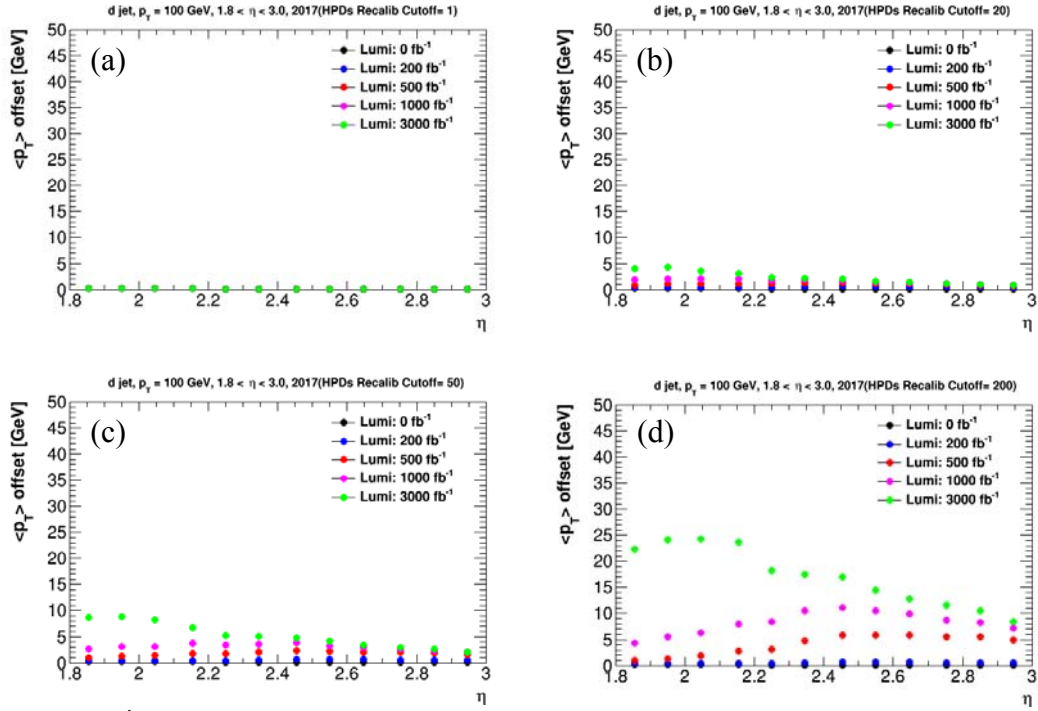 d jet, p_T = 100 GeV, 1.8 < η < 3.0, 2017(HPDs Recalib Cutoff= 1)
(a)
Lumi: 0 fb⁻¹
Lumi: 200 fb⁻¹
Lumi: 500 fb⁻¹
Lumi: 1000 fb⁻¹
Lumi: 3000 fb⁻¹
<p_T> offset [GeV]
50
45
40
35
30
25
20
15
10
5
0
1.8 2 2.2 2.4 2.6 2.8 3
η
d jet, p_T = 100 GeV, 1.8 < η < 3.0, 2017(HPDs Recalib Cutoff= 20)
(b)
Lumi: 0 fb⁻¹
Lumi: 200 fb⁻¹
Lumi: 500 fb⁻¹
Lumi: 1000 fb⁻¹
Lumi: 3000 fb⁻¹
<p_T> offset [GeV]
50
45
40
35
30
25
20
15
10
5
0
1.8 2 2.2 2.4 2.6 2.8 3
η
d jet, p_T = 100 GeV, 1.8 < η < 3.0, 2017(HPDs Recalib Cutoff= 50)
(c)
Lumi: 0 fb⁻¹
Lumi: 200 fb⁻¹
Lumi: 500 fb⁻¹
Lumi: 1000 fb⁻¹
Lumi: 3000 fb⁻¹
<p_T> offset [GeV]
50
45
40
35
30
25
20
15
10
5
0
1.8 2 2.2 2.4 2.6 2.8 3
η
d jet, p_T = 100 GeV, 1.8 < η < 3.0, 2017(HPDs Recalib Cutoff= 200)
(d)
Lumi: 0 fb⁻¹
Lumi: 200 fb⁻¹
Lumi: 500 fb⁻¹
Lumi: 1000 fb⁻¹
Lumi: 3000 fb⁻¹
<p_T> offset [GeV]
50
45
40
35
30
25
20
15
10
5
0
1.8 2 2.2 2.4 2.6 2.8 3
η